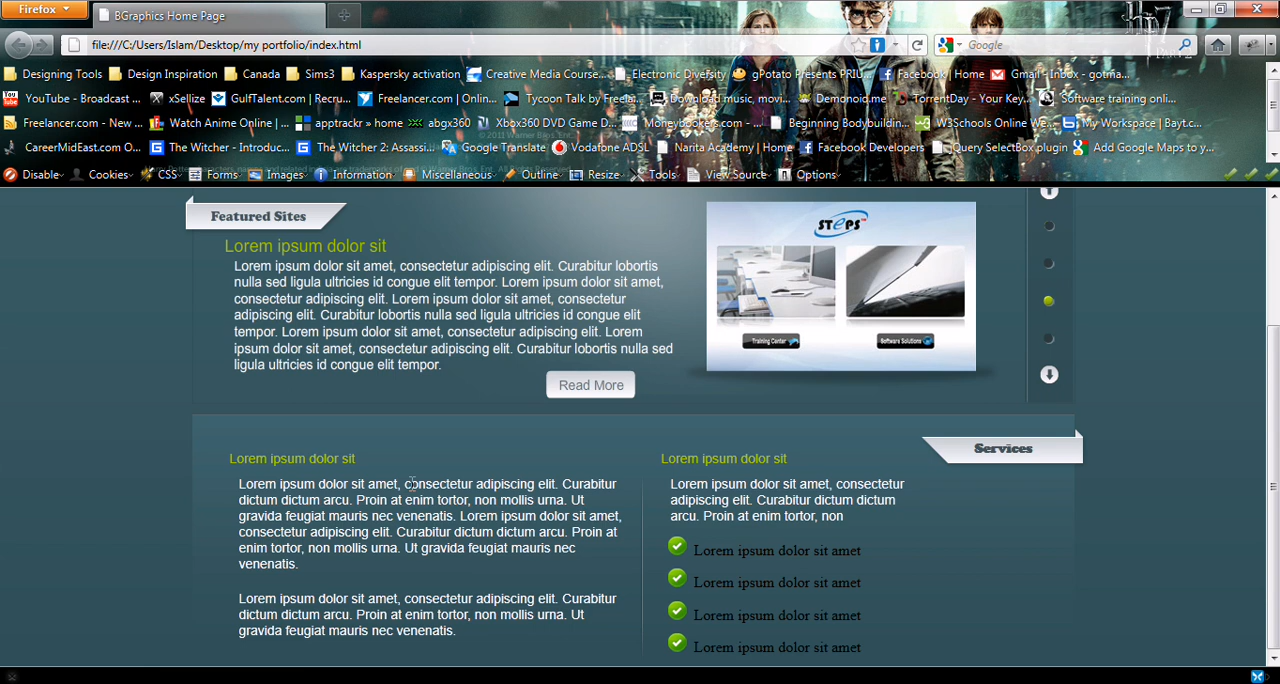 Firefox
BGraphics Home Page
file:///C:/Users/Islam/Desktop/my portfolio/index.html
Google
Designing Tools Design Inspiration Canada Sims3 Kaspersky activation Creative Media Course... Electronic Diversity gPotato Presents PRIU... Facebook | Home Gmail - Inbox - gotma...
YouTube - Broadcast ... xSellize GulfTalent.com | Recru... Freelancer.com | Onlin... Tycoon Talk by Freela... Download music, movi... Demonoid.me TorrentDay - Your Key... Software training onli...
Freelancer.com - New ... Watch Anime Online | ... apptrackr » home abgx360 Xbox360 DVD Game D... Moneybookers.com - ... Beginning Bodybuildin... W3Schools Online We... My Workspace | Bayt.c...
CareerMidEast.com O... The Witcher - Introduc... The Witcher 2: Assassi... Google Translate Vodafone ADSL Narita Academy | Home Facebook Developers jQuery SelectBox plugin Add Google Maps to y...
Disable Cookies CSS Forms Images Information Miscellaneous Outline Resize Tools View Source Options
Featured Sites
Lorem ipsum dolor sit
Lorem ipsum dolor sit amet, consectetur adipiscing elit. Curabitur lobortis
nulla sed ligula ultricies id congue elit tempor. Lorem ipsum dolor sit amet,
consectetur adipiscing elit. Lorem ipsum dolor sit amet, consectetur
adipiscing elit. Curabitur lobortis nulla sed ligula ultricies id congue elit
tempor. Lorem ipsum dolor sit amet, consectetur adipiscing elit. Lorem
ipsum dolor sit amet, consectetur adipiscing elit. Curabitur lobortis nulla sed
ligula ultricies id congue elit tempor.
Read More
STEPS
Training Center
Software Solutions
Services
Lorem ipsum dolor sit
Lorem ipsum dolor sit amet, consectetur adipiscing elit. Curabitur
dictum dictum arcu. Proin at enim tortor, non mollis urna. Ut
gravida feugiat mauris nec venenatis. Lorem ipsum dolor sit amet,
consectetur adipiscing elit. Curabitur dictum dictum arcu. Proin at
enim tortor, non mollis urna. Ut gravida feugiat mauris nec
venenatis.
Lorem ipsum dolor sit amet, consectetur adipiscing elit. Curabitur
dictum dictum arcu. Proin at enim tortor, non mollis urna. Ut
gravida feugiat mauris nec venenatis.
Lorem ipsum dolor sit
Lorem ipsum dolor sit amet, consectetur
adipiscing elit. Curabitur dictum dictum
arcu. Proin at enim tortor, non
Lorem ipsum dolor sit amet
Lorem ipsum dolor sit amet
Lorem ipsum dolor sit amet
Lorem ipsum dolor sit amet